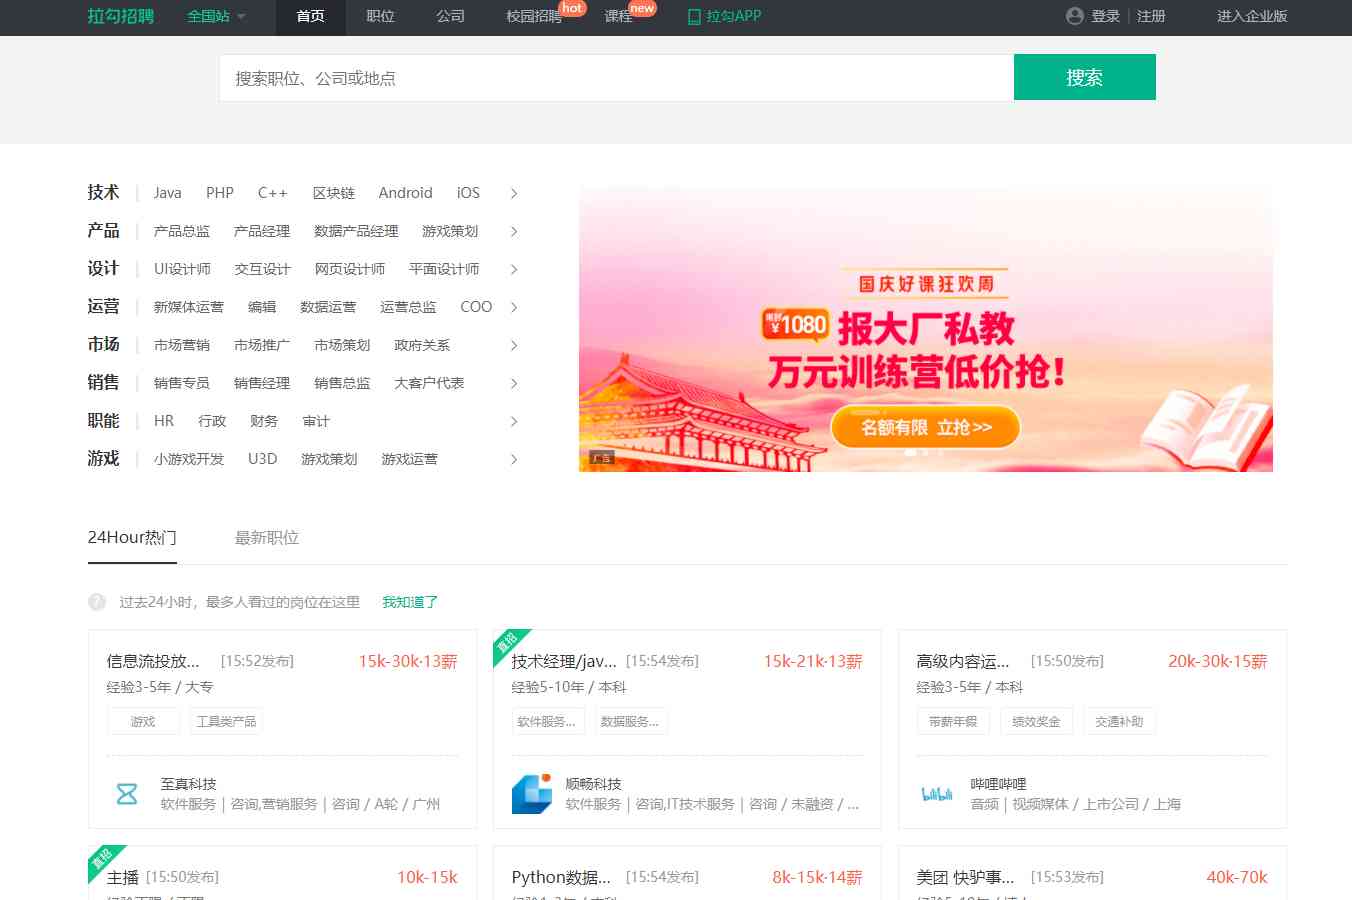 拉勾招聘 全国站 首页 职位 公司 校园招聘 hot 课程 new 拉勾APP 登录 注册 进入企业版
搜索职位、公司或地点 搜索
技术 Java PHP C++ 区块链 Android iOS
产品 产品总监 产品经理 数据产品经理 游戏策划
设计 UI设计师 交互设计 网页设计师 平面设计师
运营 新媒体运营 编辑 数据运营 运营总监 COO
市场 市场营销 市场推广 市场策划 政府关系
销售 销售专员 销售经理 销售总监 大客户代表
职能 HR 行政 财务 审计
游戏 小游戏开发 U3D 游戏策划 游戏运营
国庆好课狂欢周
¥1080 报大厂私教
万元训练营低价抢！
名额有限 立抢>>
广告
24Hour热门 最新职位
过去24小时，最多人看过的岗位在这里 我知道了
信息流投放... [15:52发布] 15k-30k·13薪
经验3-5年 / 大专
游戏 工具类产品
至真科技
软件服务｜咨询,营销服务｜咨询 / A轮 / 广州
直招
技术经理/jav... [15:54发布] 15k-21k·13薪
经验5-10年 / 本科
软件服务... 数据服务...
顺畅科技
软件服务｜咨询,IT技术服务｜咨询 / 未融资 / ...
高级内容运... [15:50发布] 20k-30k·15薪
经验3-5年 / 本科
带薪年假 绩效奖金 交通补助
bilibili
哔哩哔哩
音频｜视频媒体 / 上市公司 / 上海
直招
主播 [15:50发布] 10k-15k
Python数据... [15:54发布] 8k-15k·14薪
美团 快驴事... [15:53发布] 40k-70k